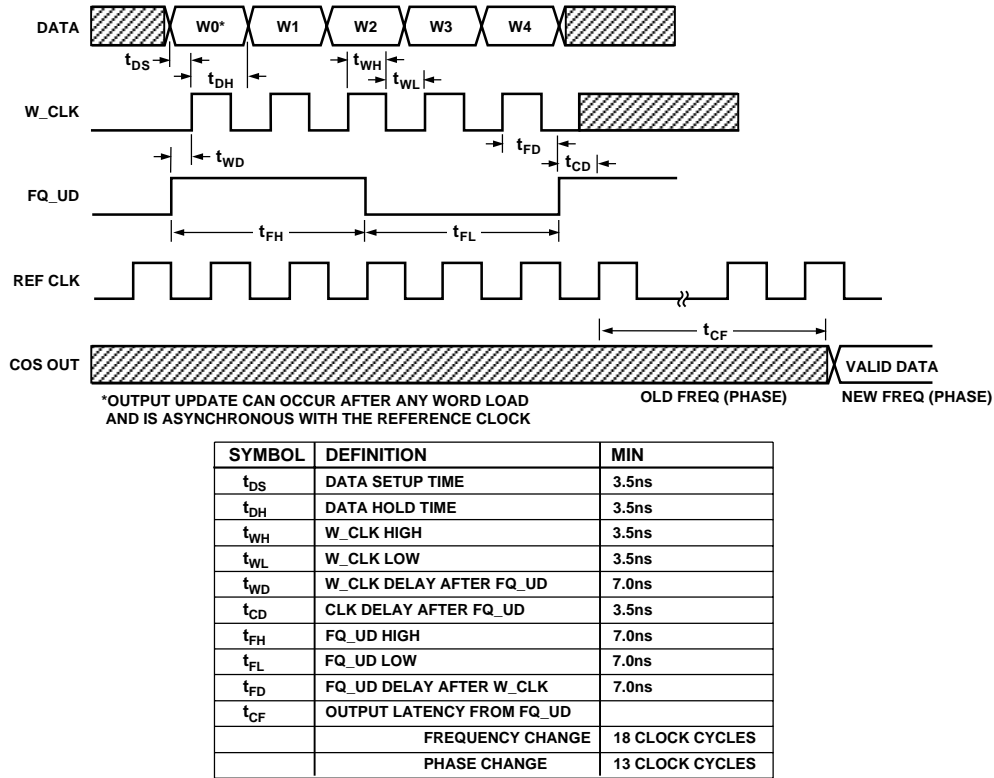 DATA W0* W1 W2 W3 W4
tDS tDH tWH tWL
W_CLK
tWD tFD tCD
FQ_UD
tFH tFL
REF CLK
tCF
COS OUT VALID DATA
*OUTPUT UPDATE CAN OCCUR AFTER ANY WORD LOAD
AND IS ASYNCHRONOUS WITH THE REFERENCE CLOCK
OLD FREQ (PHASE) NEW FREQ (PHASE)
SYMBOL DEFINITION MIN
tDS DATA SETUP TIME 3.5ns
tDH DATA HOLD TIME 3.5ns
tWH W_CLK HIGH 3.5ns
tWL W_CLK LOW 3.5ns
tWD W_CLK DELAY AFTER FQ_UD 7.0ns
tCD CLK DELAY AFTER FQ_UD 3.5ns
tFH FQ_UD HIGH 7.0ns
tFL FQ_UD LOW 7.0ns
tFD FQ_UD DELAY AFTER W_CLK 7.0ns
tCF OUTPUT LATENCY FROM FQ_UD
FREQUENCY CHANGE 18 CLOCK CYCLES
PHASE CHANGE 13 CLOCK CYCLES